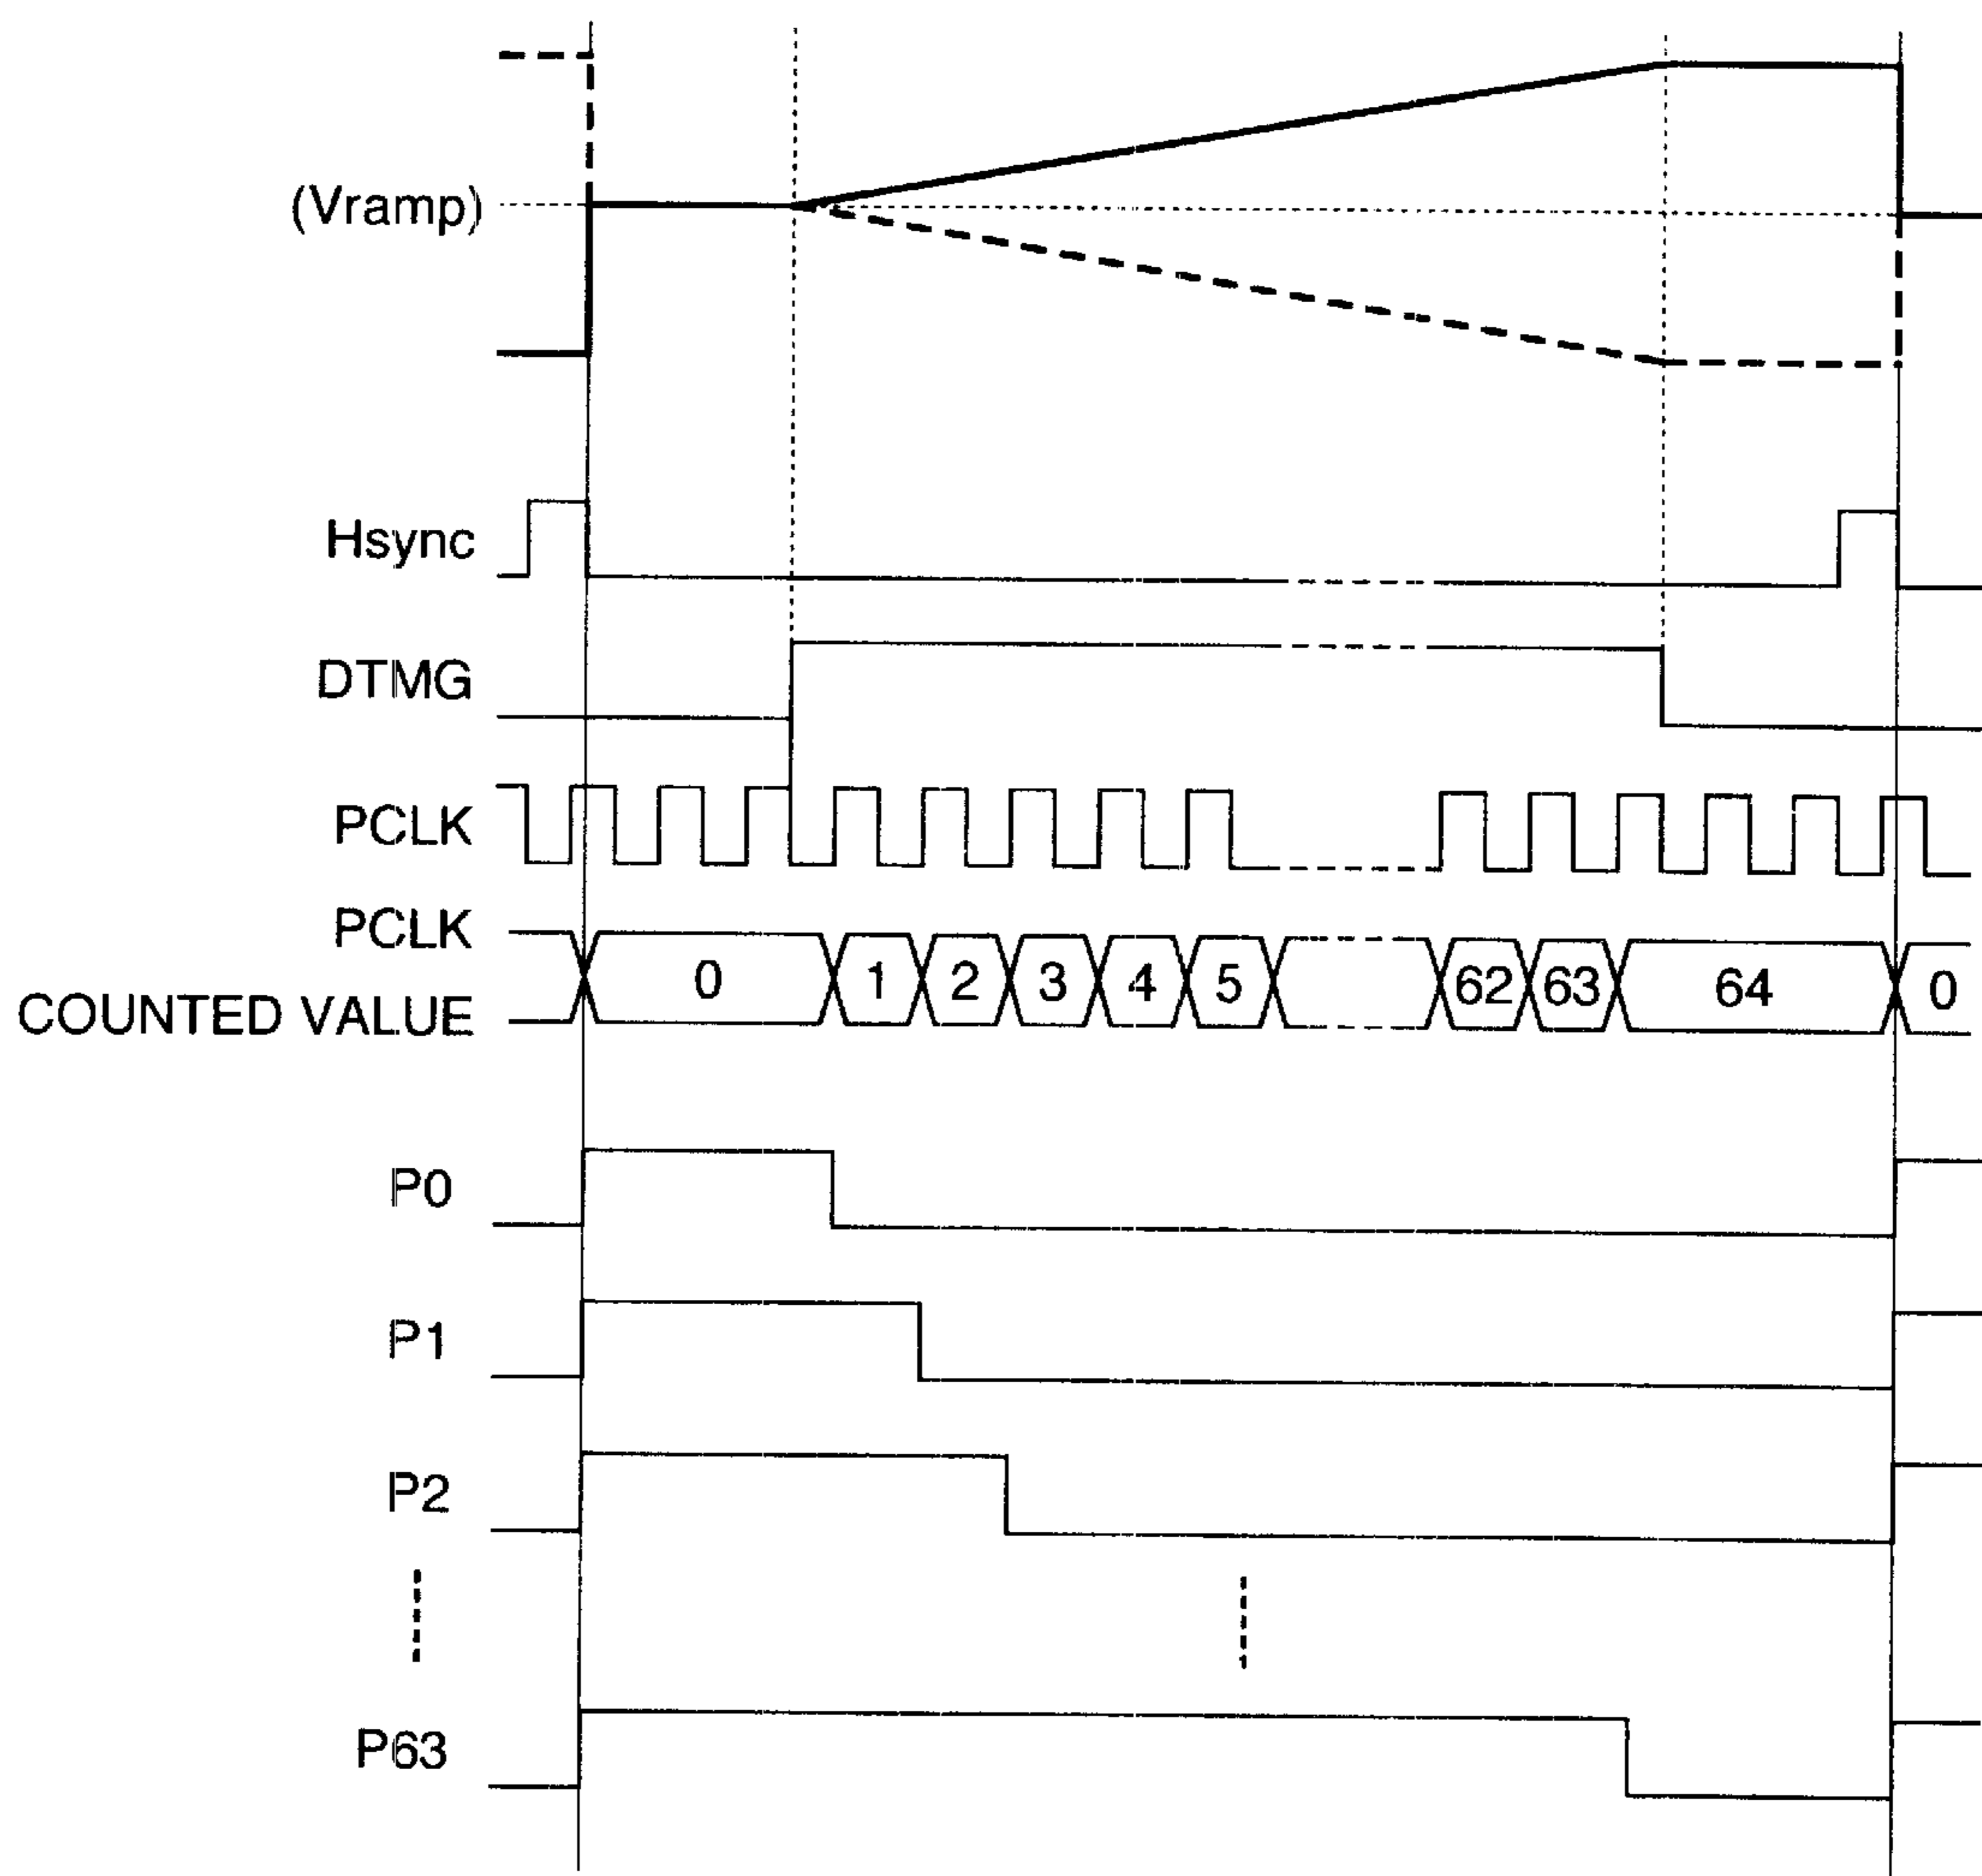 (Vramp)
Hsync
DTMG
PCLK
PCLK
COUNTED VALUE
0 1 2 3 4 5 62 63 64 0
P0
P1
P2
P63